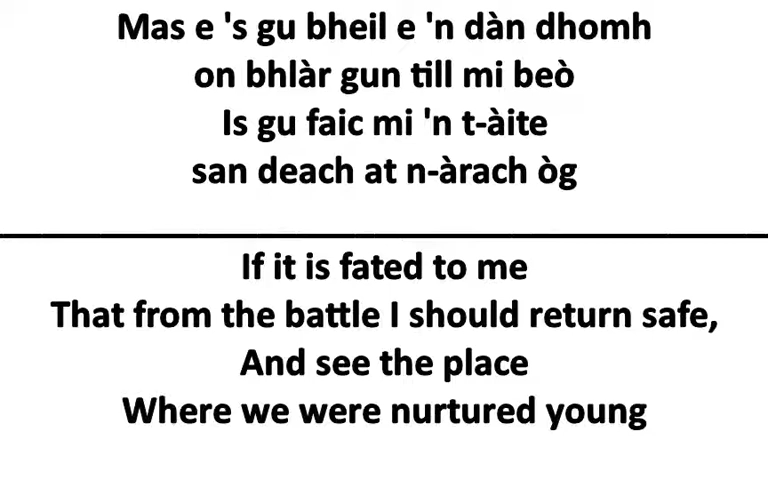 Mas e 's gu bheil e 'n dàn dhomh
on bhlàr gun till mi beò
Is gu faic mi 'n t-àite
san deach at n-àrach òg
If it is fated to me
That from the battle I should return safe,
And see the place
Where we were nurtured young